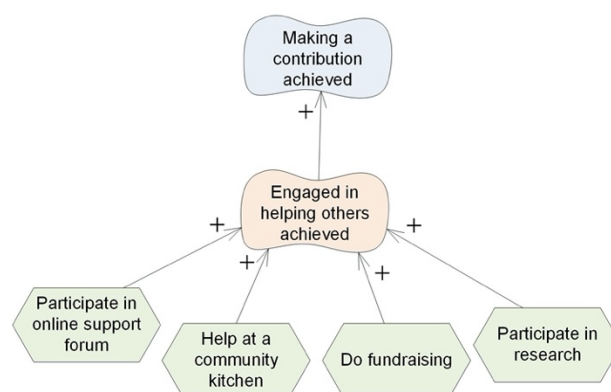 Making a
contribution
achieved
+
Engaged in
helping others
achieved
+
+
+
+
Participate in
online support
forum
Help at a
community
kitchen
Do fundraising
Participate in
research